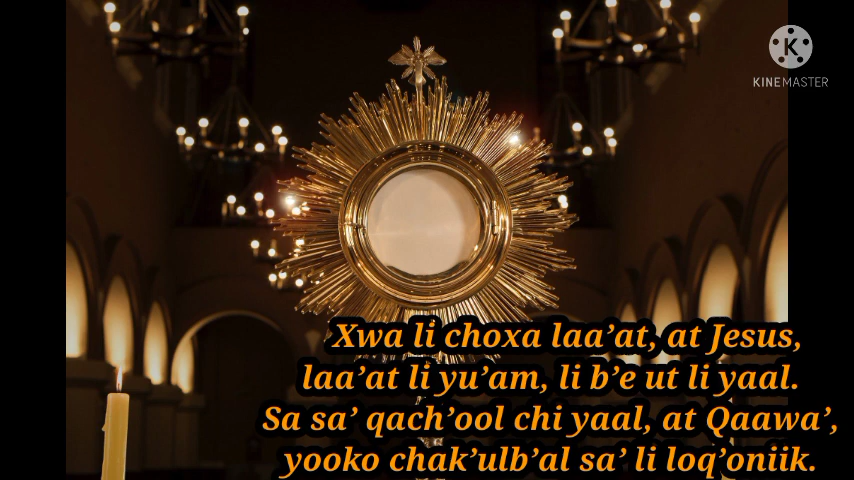 KINEMASTER
Xwa li choxa laa’at, at Jesus,
laa’at li yu’am, li b’e ut li yaal.
Sa sa’ qach’ool chi yaal, at Qaawa’,
yooko chak’ulb’al sa’ li loq’oniik.